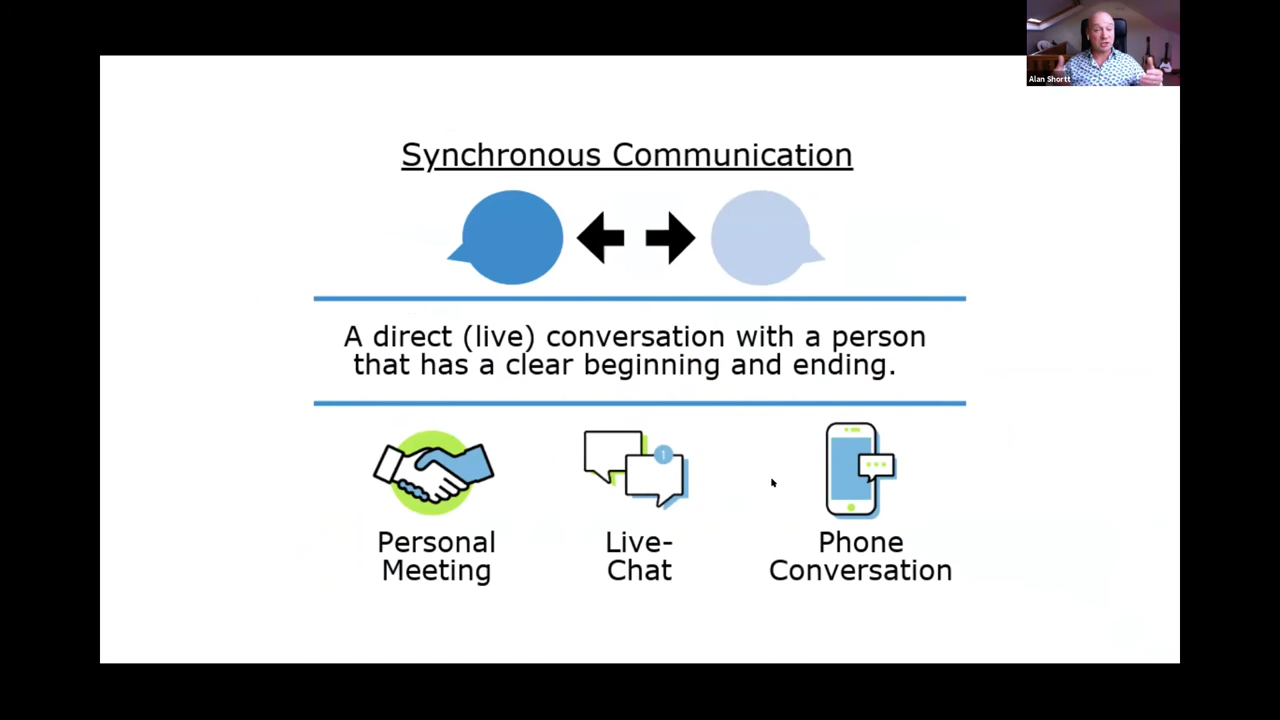 Alan Shortt
Synchronous Communication
A direct (live) conversation with a person
that has a clear beginning and ending.
1
Personal
Meeting
Live-
Chat
Phone
Conversation